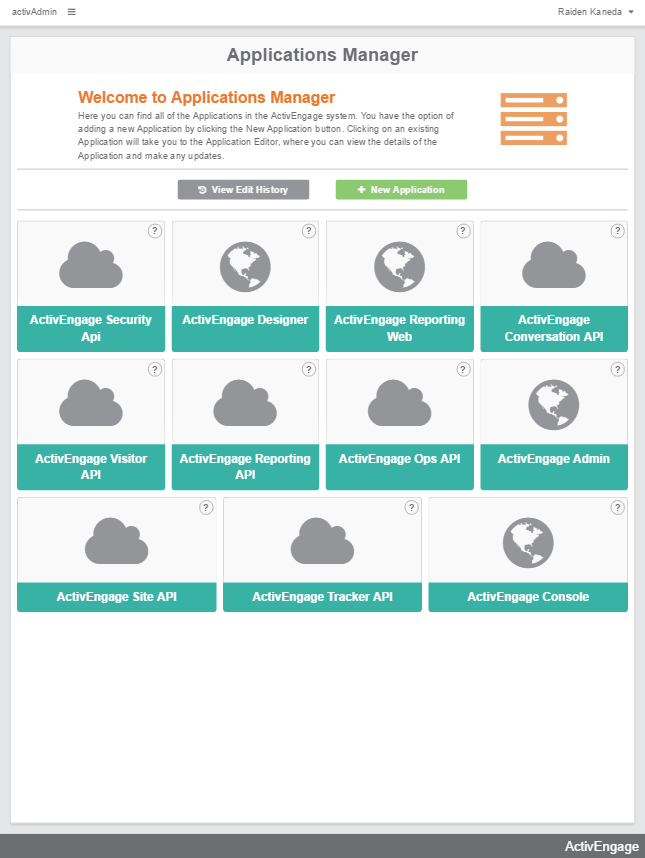 activAdmin
Raiden Kaneda
Applications Manager
Welcome to Applications Manager
Here you can find all of the Applications in the ActivEngage system. You have the option of
adding a new Application by clicking the New Application button. Clicking on an existing
Application will take you to the Application Editor, where you can view the details of the
Application and make any updates.
View Edit History
New Application
? ? ? ?
ActivEngage Security
Api
ActivEngage Designer
ActivEngage Reporting
Web
ActivEngage
Conversation API
? ? ? ?
ActivEngage Visitor
API
ActivEngage Reporting
API
ActivEngage Ops API
ActivEngage Admin
? ? ?
ActivEngage Site API
ActivEngage Tracker API
ActivEngage Console
ActivEngage